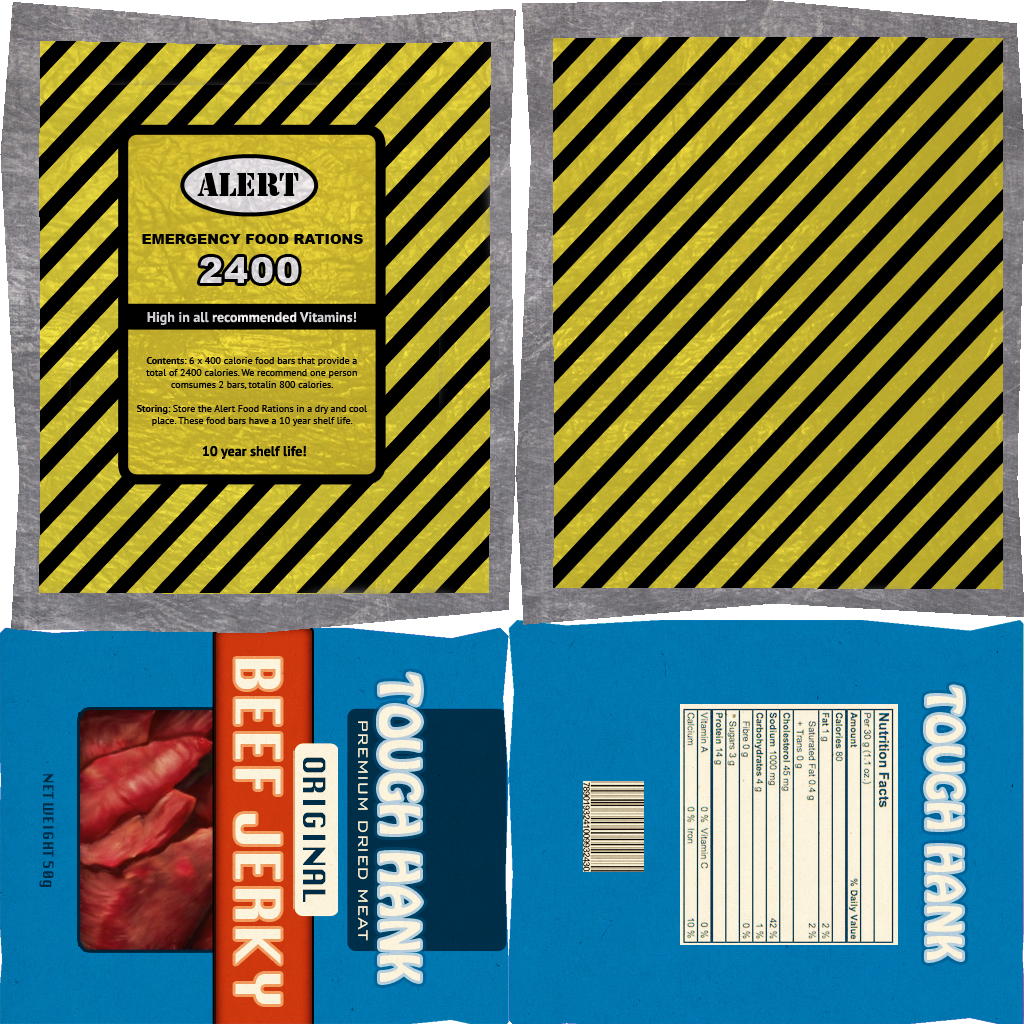 ALERT
EMERGENCY FOOD RATIONS
2400
High in all recommended Vitamins!
Contents: 6 x 400 calorie food bars that provide a
total of 2400 calories. We recommend one person
comsumes 2 bars, totalin 800 calories.
Storing: Store the Alert Food Rations in a dry and cool
place. These food bars have a 10 year shelf life.
10 year shelf life!
TOUGH HANK
PREMIUM DRIED MEAT
ORIGINAL
BEEF JERKY
NET WEIGHT 50g
TOUGH HANK
Nutrition Facts
Per 30 g (1.1 oz.)
Amount % Daily Value
Calories 80
Fat 1 g 2 %
Saturated Fat 0.4 g 2 %
+ Trans 0 g
Cholesterol 45 mg
Sodium 1000 mg 42 %
Carbohydrates 4 g 1 %
Fibre 0 g 0 %
Sugars 3 g
Protein 14 g
Vitamin A 0 % Vitamin C 0 %
Calcium 0 % Iron 10 %